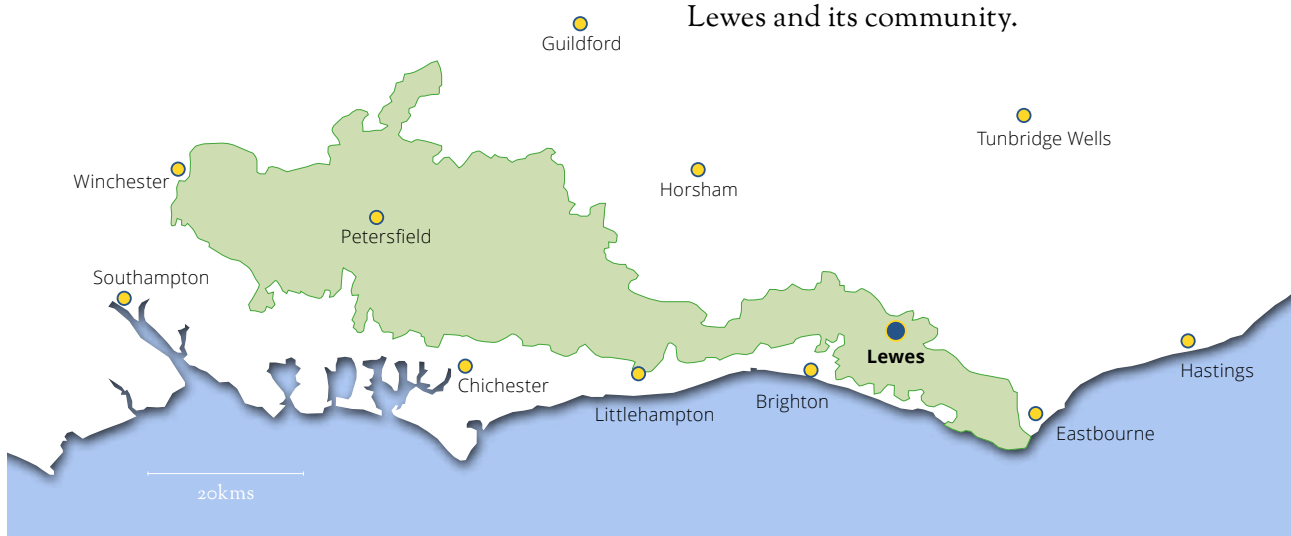 Lewes and its community.
Guildford
Tunbridge Wells
Winchester
Horsham
Petersfield
Southampton
Lewes
Hastings
Chichester
Littlehampton
Brighton
Eastbourne
20kms